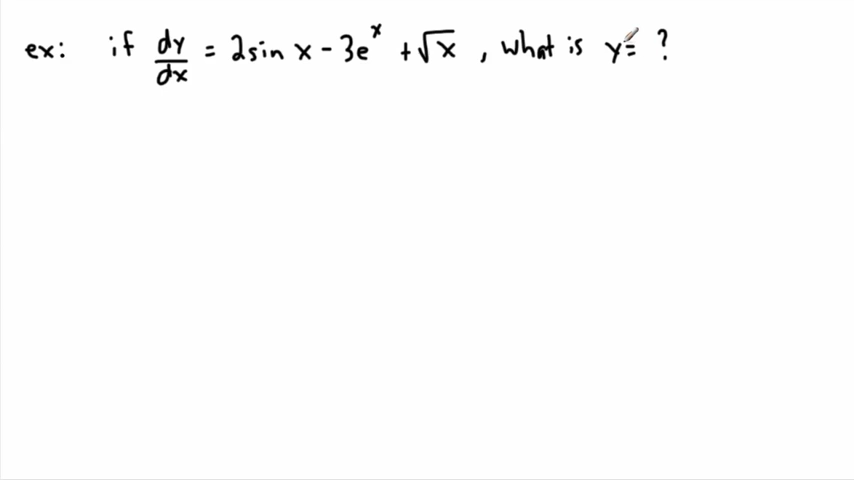 ex: if dy/dx = 2sin x - 3e^x + √x , what is y= ?